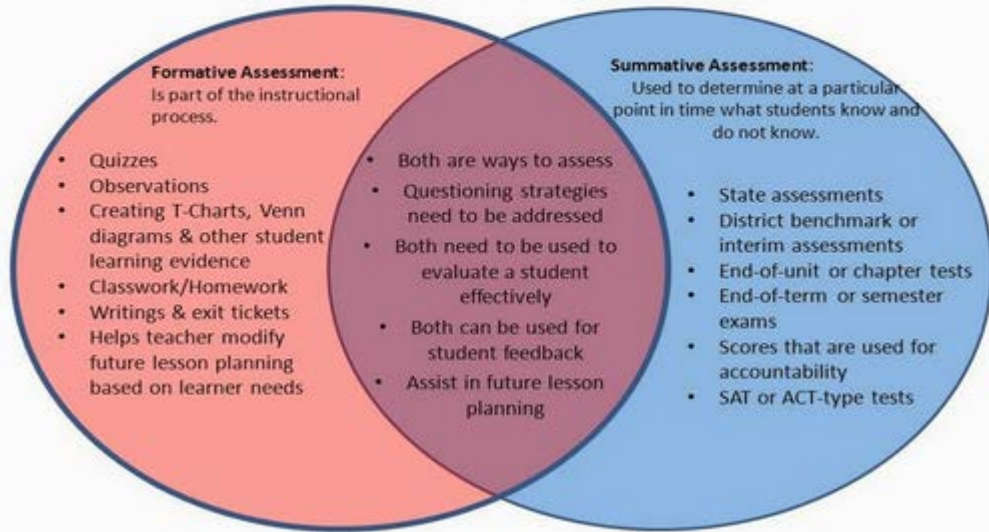 Formative Assessment:
Is part of the instructional
process.
• Quizzes
• Observations
• Creating T-Charts, Venn
diagrams & other student
learning evidence
• Classwork/Homework
• Writings & exit tickets
• Helps teacher modify
future lesson planning
based on learner needs
• Both are ways to assess
• Questioning strategies
need to be addressed
• Both need to be used to
evaluate a student
effectively
• Both can be used for
student feedback
• Assist in future lesson
planning
Summative Assessment:
Used to determine at a particular
point in time what students know and
do not know.
• State assessments
• District benchmark or
interim assessments
• End-of-unit or chapter tests
• End-of-term or semester
exams
• Scores that are used for
accountability
• SAT or ACT-type tests